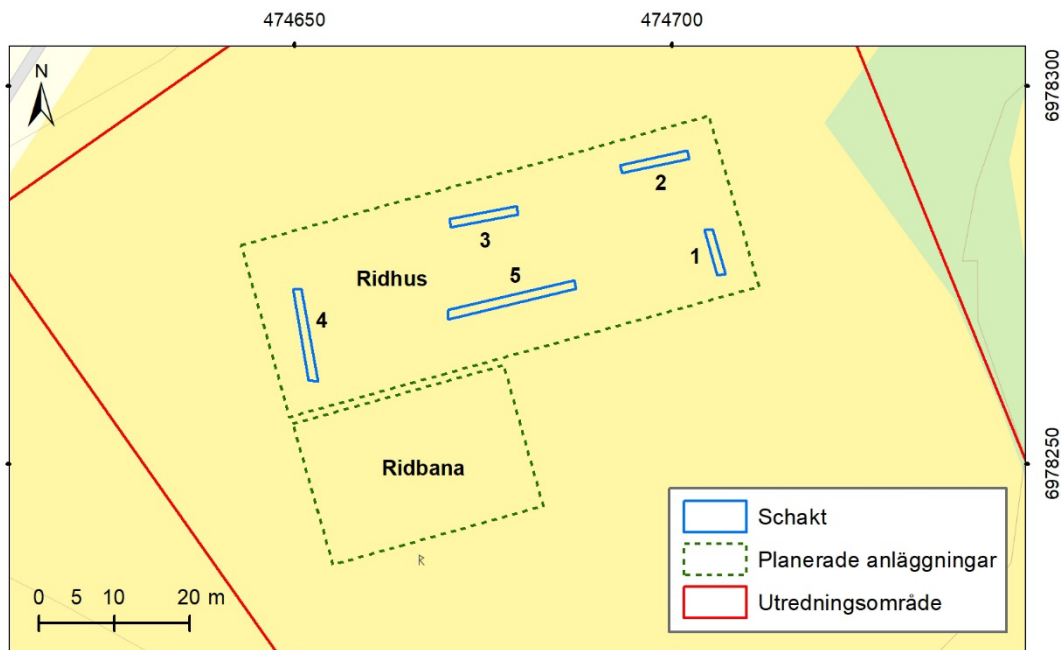 474650
474700
N
6978300
2
3
1
Ridhus
5
4
6978250
Ridbana
Schakt
R
Planerade anläggningar
0 5 10 20 m
Utredningsområde